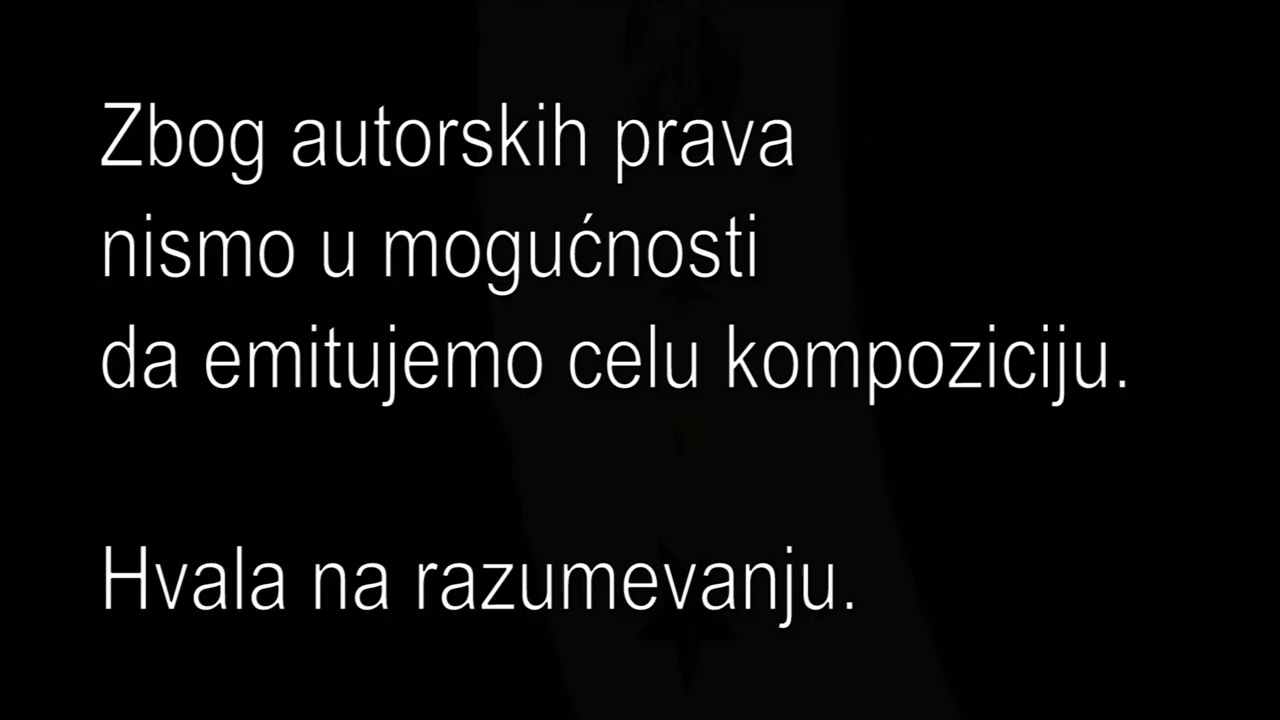 Zbog autorskih prava
nismo u mogućnosti
da emitujemo celu kompoziciju.
Hvala na razumevanju.